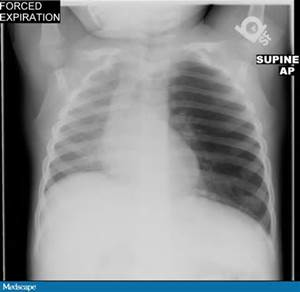 FORCED
EXPIRATION
SUPINE
AP
Medscape